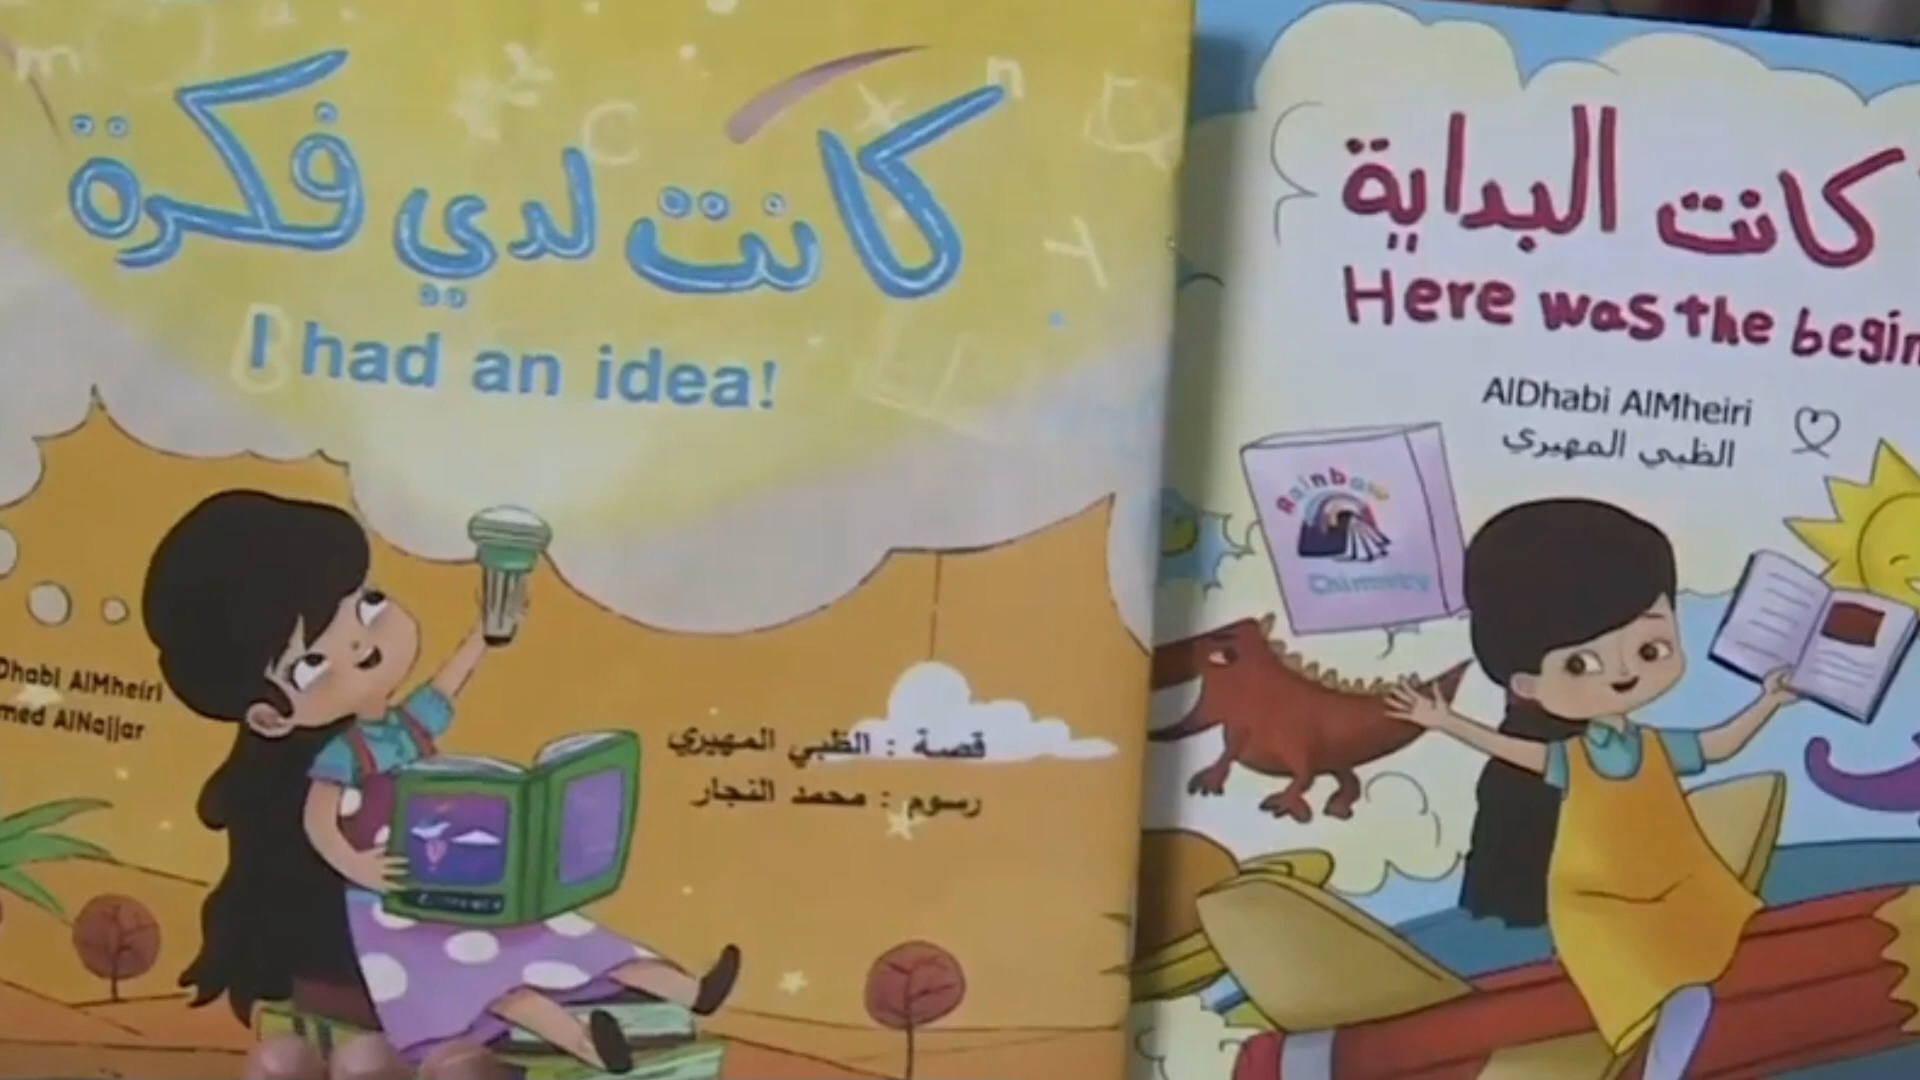 كانت لدي فكرة
I had an idea!
Dhabi AlMheiri
med AlNajjar
قصة : الظبي المهيري
رسوم : محمد النجار
كانت البداية
Here was the begin
AlDhabi AlMheiri
الظبي المهيري
Rainbow
Chimney